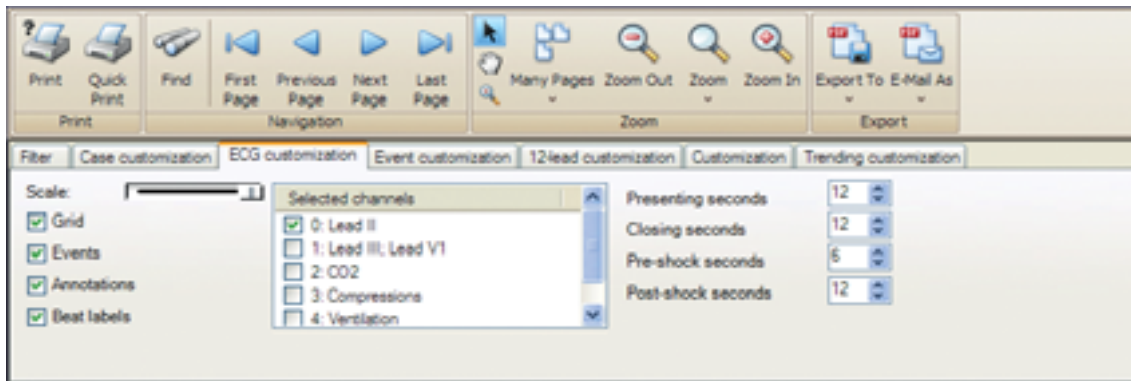 Print
Quick Print
Find
First Page
Previous Page
Next Page
Last Page
Many Pages
Zoom Out
Zoom
Zoom In
Export To
E-Mail As
Print
Navigation
Zoom
Export
Filter
Case customization
ECG customization
Event customization
12-lead customization
Customization
Trending customization
Scale:
Grid
Events
Annotations
Beat labels
Selected channels
0: Lead II
1: Lead III; Lead V1
2: CO2
3: Compressions
4: Ventilation
Presenting seconds 12
Closing seconds 12
Pre-shock seconds 6
Post-shock seconds 12